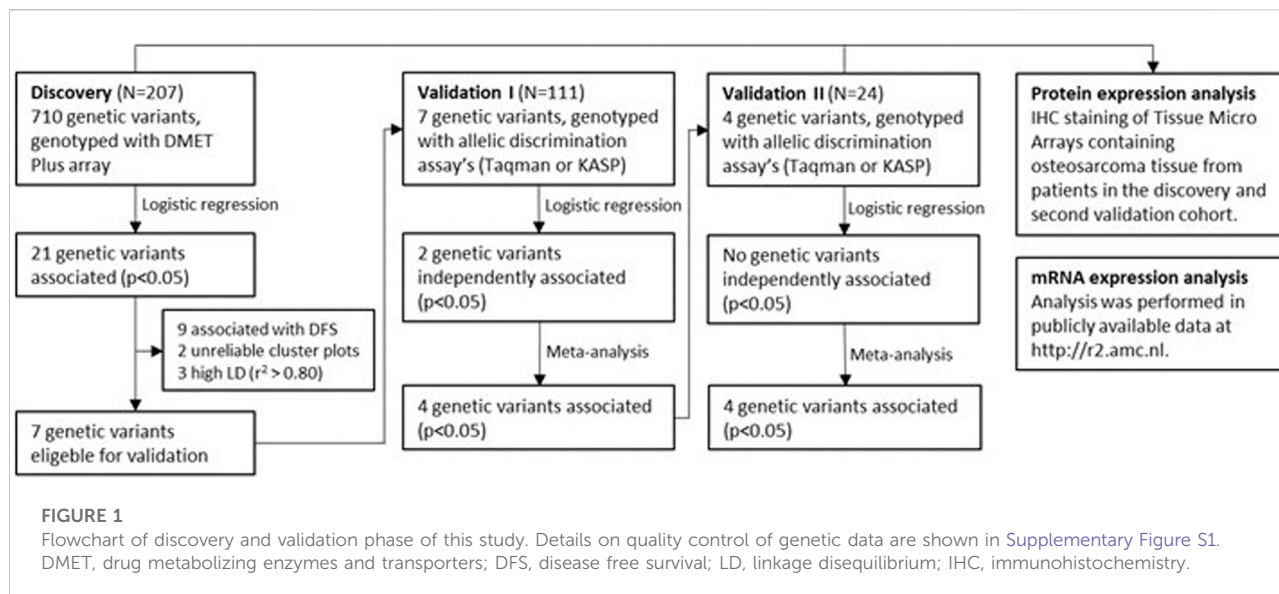 Discovery (N=207)
710 genetic variants,
genotyped with DMET
Plus array
Logistic regression
21 genetic variants
associated (p<0.05)
9 associated with DFS
2 unreliable cluster plots
3 high LD (r² > 0.80)
7 genetic variants
eligeble for validation
Validation I (N=111)
7 genetic variants, genotyped
with allelic discrimination
assay's (Taqman or KASP)
Logistic regression
2 genetic variants
independently associated
(p<0.05)
Meta-analysis
4 genetic variants associated
(p<0.05)
Validation II (N=24)
4 genetic variants, genotyped
with allelic discrimination
assay's (Taqman or KASP)
Logistic regression
No genetic variants
independently associated
(p<0.05)
Meta-analysis
4 genetic variants associated
(p<0.05)
Protein expression analysis
IHC staining of Tissue Micro
Arrays containing
osteosarcoma tissue from
patients in the discovery and
second validation cohort.
mRNA expression analysis
Analysis was performed in
publicly available data at
http://r2.amc.nl.
FIGURE 1
Flowchart of discovery and validation phase of this study. Details on quality control of genetic data are shown in Supplementary Figure S1.
DMET, drug metabolizing enzymes and transporters; DFS, disease free survival; LD, linkage disequilibrium; IHC, immunohistochemistry.